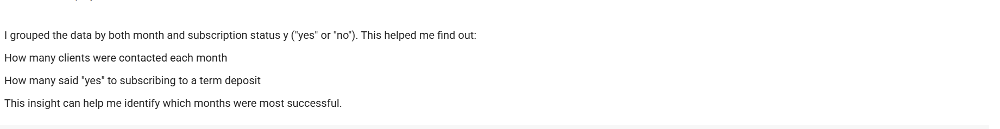 I grouped the data by both month and subscription status y ("yes" or "no"). This helped me find out:
How many clients were contacted each month
How many said "yes" to subscribing to a term deposit
This insight can help me identify which months were most successful.